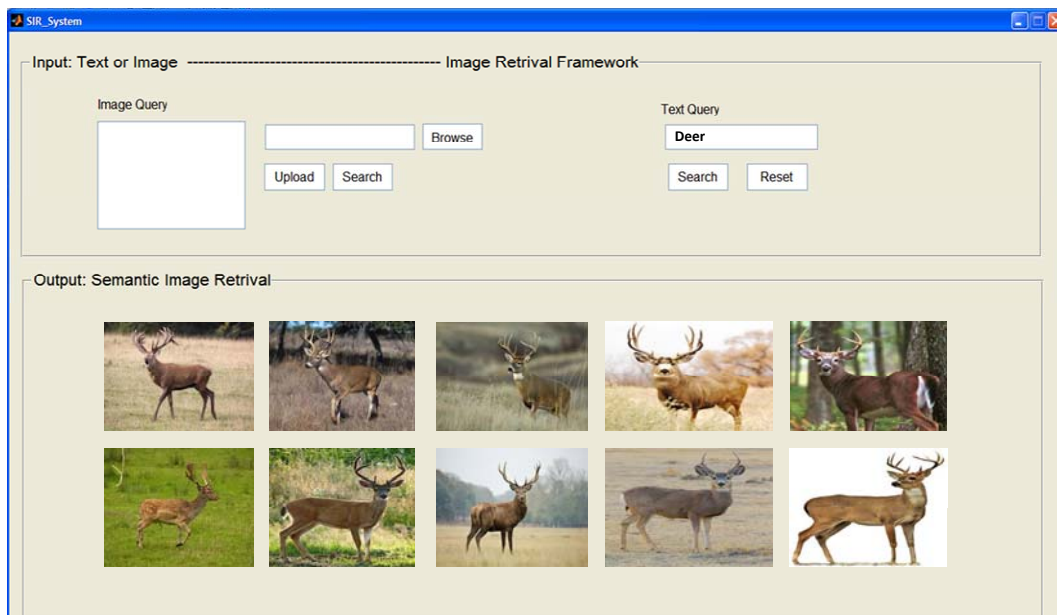 SIR_System
Input: Text or Image ---------------------------------------------- Image Retrival Framework
Image Query
Text Query
Browse
Deer
Upload
Search
Search
Reset
Output: Semantic Image Retrival